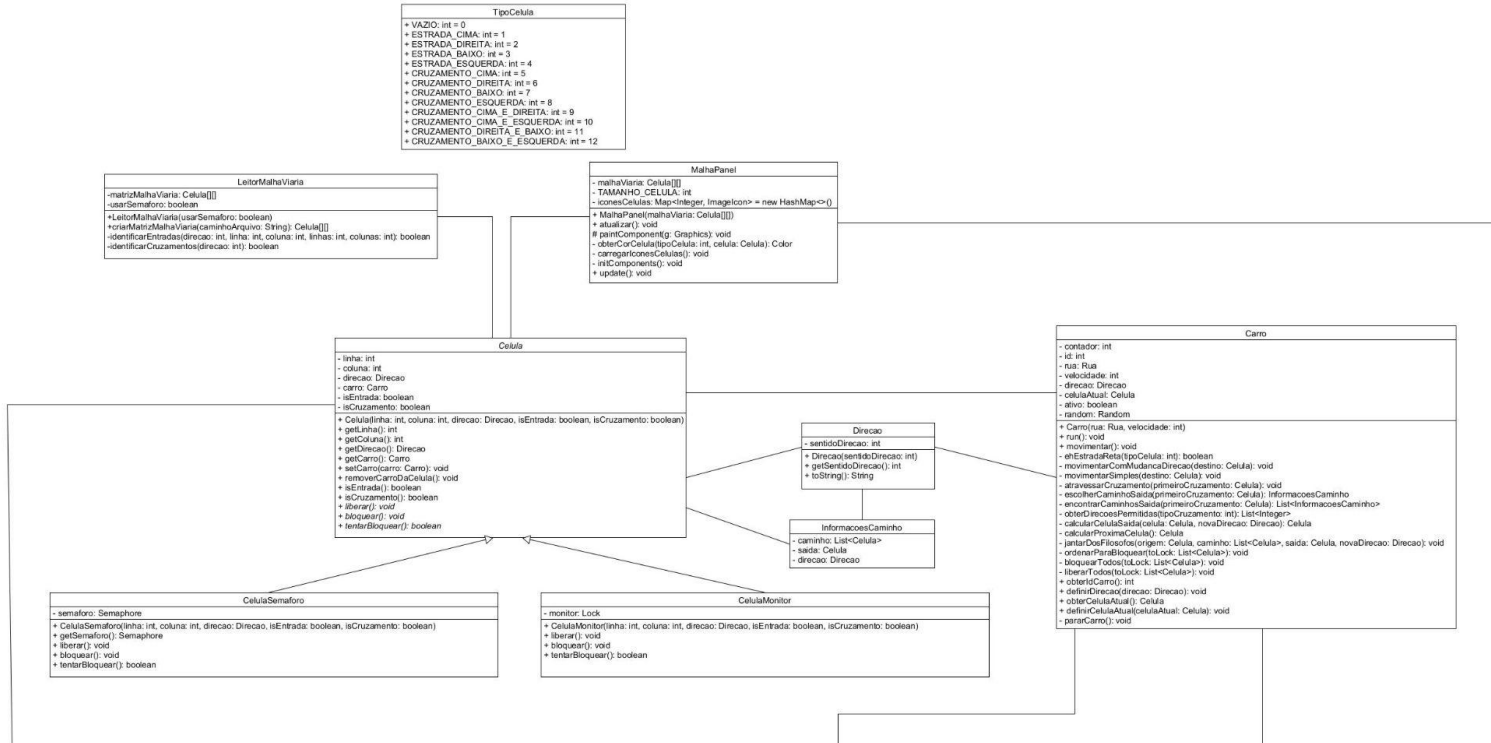 TipoCelula
+ VAZIO: int = 0
+ ESTRADA_CIMA: int = 1
+ ESTRADA_DIREITA: int = 2
+ ESTRADA_BAIXO: int = 3
+ ESTRADA_ESQUERDA: int = 4
+ CRUZAMENTO_CIMA: int = 5
+ CRUZAMENTO_DIREITA: int = 6
+ CRUZAMENTO_BAIXO: int = 7
+ CRUZAMENTO_ESQUERDA: int = 8
+ CRUZAMENTO_CIMA_E_DIREITA: int = 9
+ CRUZAMENTO_CIMA_E_ESQUERDA: int = 10
+ CRUZAMENTO_DIREITA_E_BAIXO: int = 11
+ CRUZAMENTO_BAIXO_E_ESQUERDA: int = 12
LeitorMalhaViaria
-matrizMalhaViaria: Celula[][]
-usarSemaforo: boolean
+LeitorMalhaViaria(usarSemaforo: boolean)
+criarMatrizMalhaViaria(caminhoArquivo: String): Celula[][]
-identificarEntradas(direcao: int, linha: int, coluna: int, linhas: int, colunas: int): boolean
-identificarCruzamentos(direcao: int): boolean
MalhaPanel
- malhaViaria: Celula[][]
- TAMANHO_CELULA: int
- iconesCelulas: Map<Integer, ImageIcon> = new HashMap<>()
+ MalhaPanel(malhaViaria: Celula[][])
+ atualizar(): void
# paintComponent(g: Graphics): void
- obterCorCelula(tipoCelula: int, celula: Celula): Color
- carregarIconesCelulas(): void
- initComponents(): void
+ update(): void
Celula
- linha: int
- coluna: int
- direcao: Direcao
- carro: Carro
- isEntrada: boolean
- isCruzamento: boolean
+ Celula(linha: int, coluna: int, direcao: Direcao, isEntrada: boolean, isCruzamento: boolean)
+ getLinha(): int
+ getColuna(): int
+ getDirecao(): Direcao
+ getCarro(): Carro
+ setCarro(carro: Carro): void
+ removerCarroDaCelula(): void
+ isEntrada(): boolean
+ isCruzamento(): boolean
+ liberar(): void
+ bloquear(): void
+ tentarBloquear(): boolean
Carro
- contador: int
- id: int
- rua: Rua
- velocidade: int
- direcao: Direcao
- celulaAtual: Celula
- ativo: boolean
- random: Random
+ Carro(rua: Rua, velocidade: int)
+ run(): void
+ movimentar(): void
- ehEstradaReta(tipoCelula: int): boolean
- movimentarComMudancaDirecao(destino: Celula): void
- movimentarSimples(destino: Celula): void
- atravessarCruzamento(primeiroCruzamento: Celula): void
- escolherCaminhoSaida(primeiroCruzamento: Celula): InformacoesCaminho
- encontrarCaminhosSaida(primeiroCruzamento: Celula): List<InformacoesCaminho>
- obterDirecoesPermitidas(tipoCruzamento: int): List<Integer>
- calcularCelulaSaida(celula: Celula, novaDirecao: Direcao): Celula
- calcularProximaCelula(): Celula
- jantarDosFilosofos(origem: Celula, caminho: List<Celula>, saida: Celula, novaDirecao: Direcao): void
- ordenarParaBloquear(toLock: List<Celula>): void
- bloquearTodos(toLock: List<Celula>): void
- liberarTodos(toLock: List<Celula>): void
+ obterIdCarro(): int
+ definirDirecao(direcao: Direcao): void
+ obterCelulaAtual(): Celula
+ definirCelulaAtual(celulaAtual: Celula): void
- pararCarro(): void
Direcao
- sentidoDirecao: int
+ Direcao(sentidoDirecao: int)
+ getSentidoDirecao(): int
+ toString(): String
InformacoesCaminho
- caminho: List<Celula>
- saida: Celula
- direcao: Direcao
CelulaSemaforo
- semaforo: Semaphore
+ CelulaSemaforo(linha: int, coluna: int, direcao: Direcao, isEntrada: boolean, isCruzamento: boolean)
+ getSemaforo(): Semaphore
+ liberar(): void
+ bloquear(): void
+ tentarBloquear(): boolean
CelulaMonitor
- monitor: Lock
+ CelulaMonitor(linha: int, coluna: int, direcao: Direcao, isEntrada: boolean, isCruzamento: boolean)
+ liberar(): void
+ bloquear(): void
+ tentarBloquear(): boolean